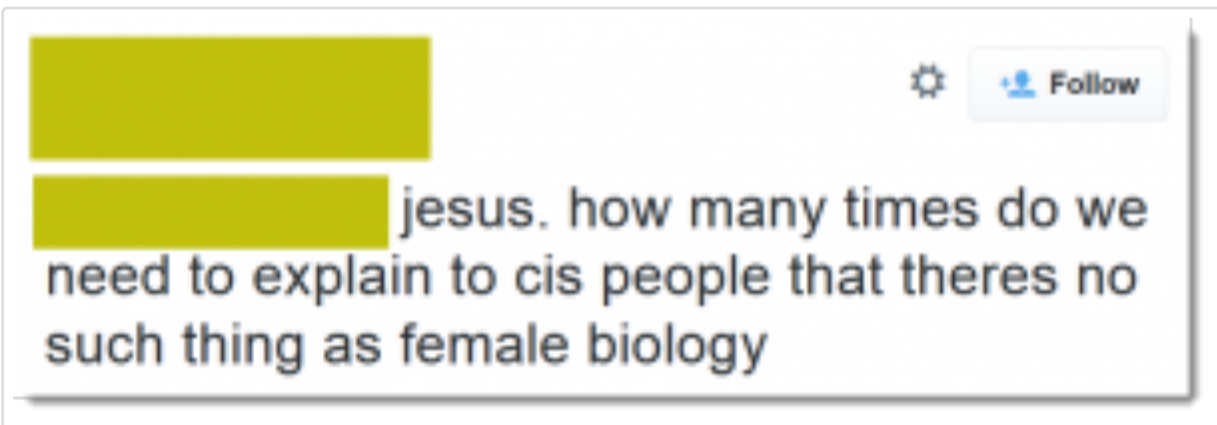 Follow
jesus. how many times do we
need to explain to cis people that theres no
such thing as female biology